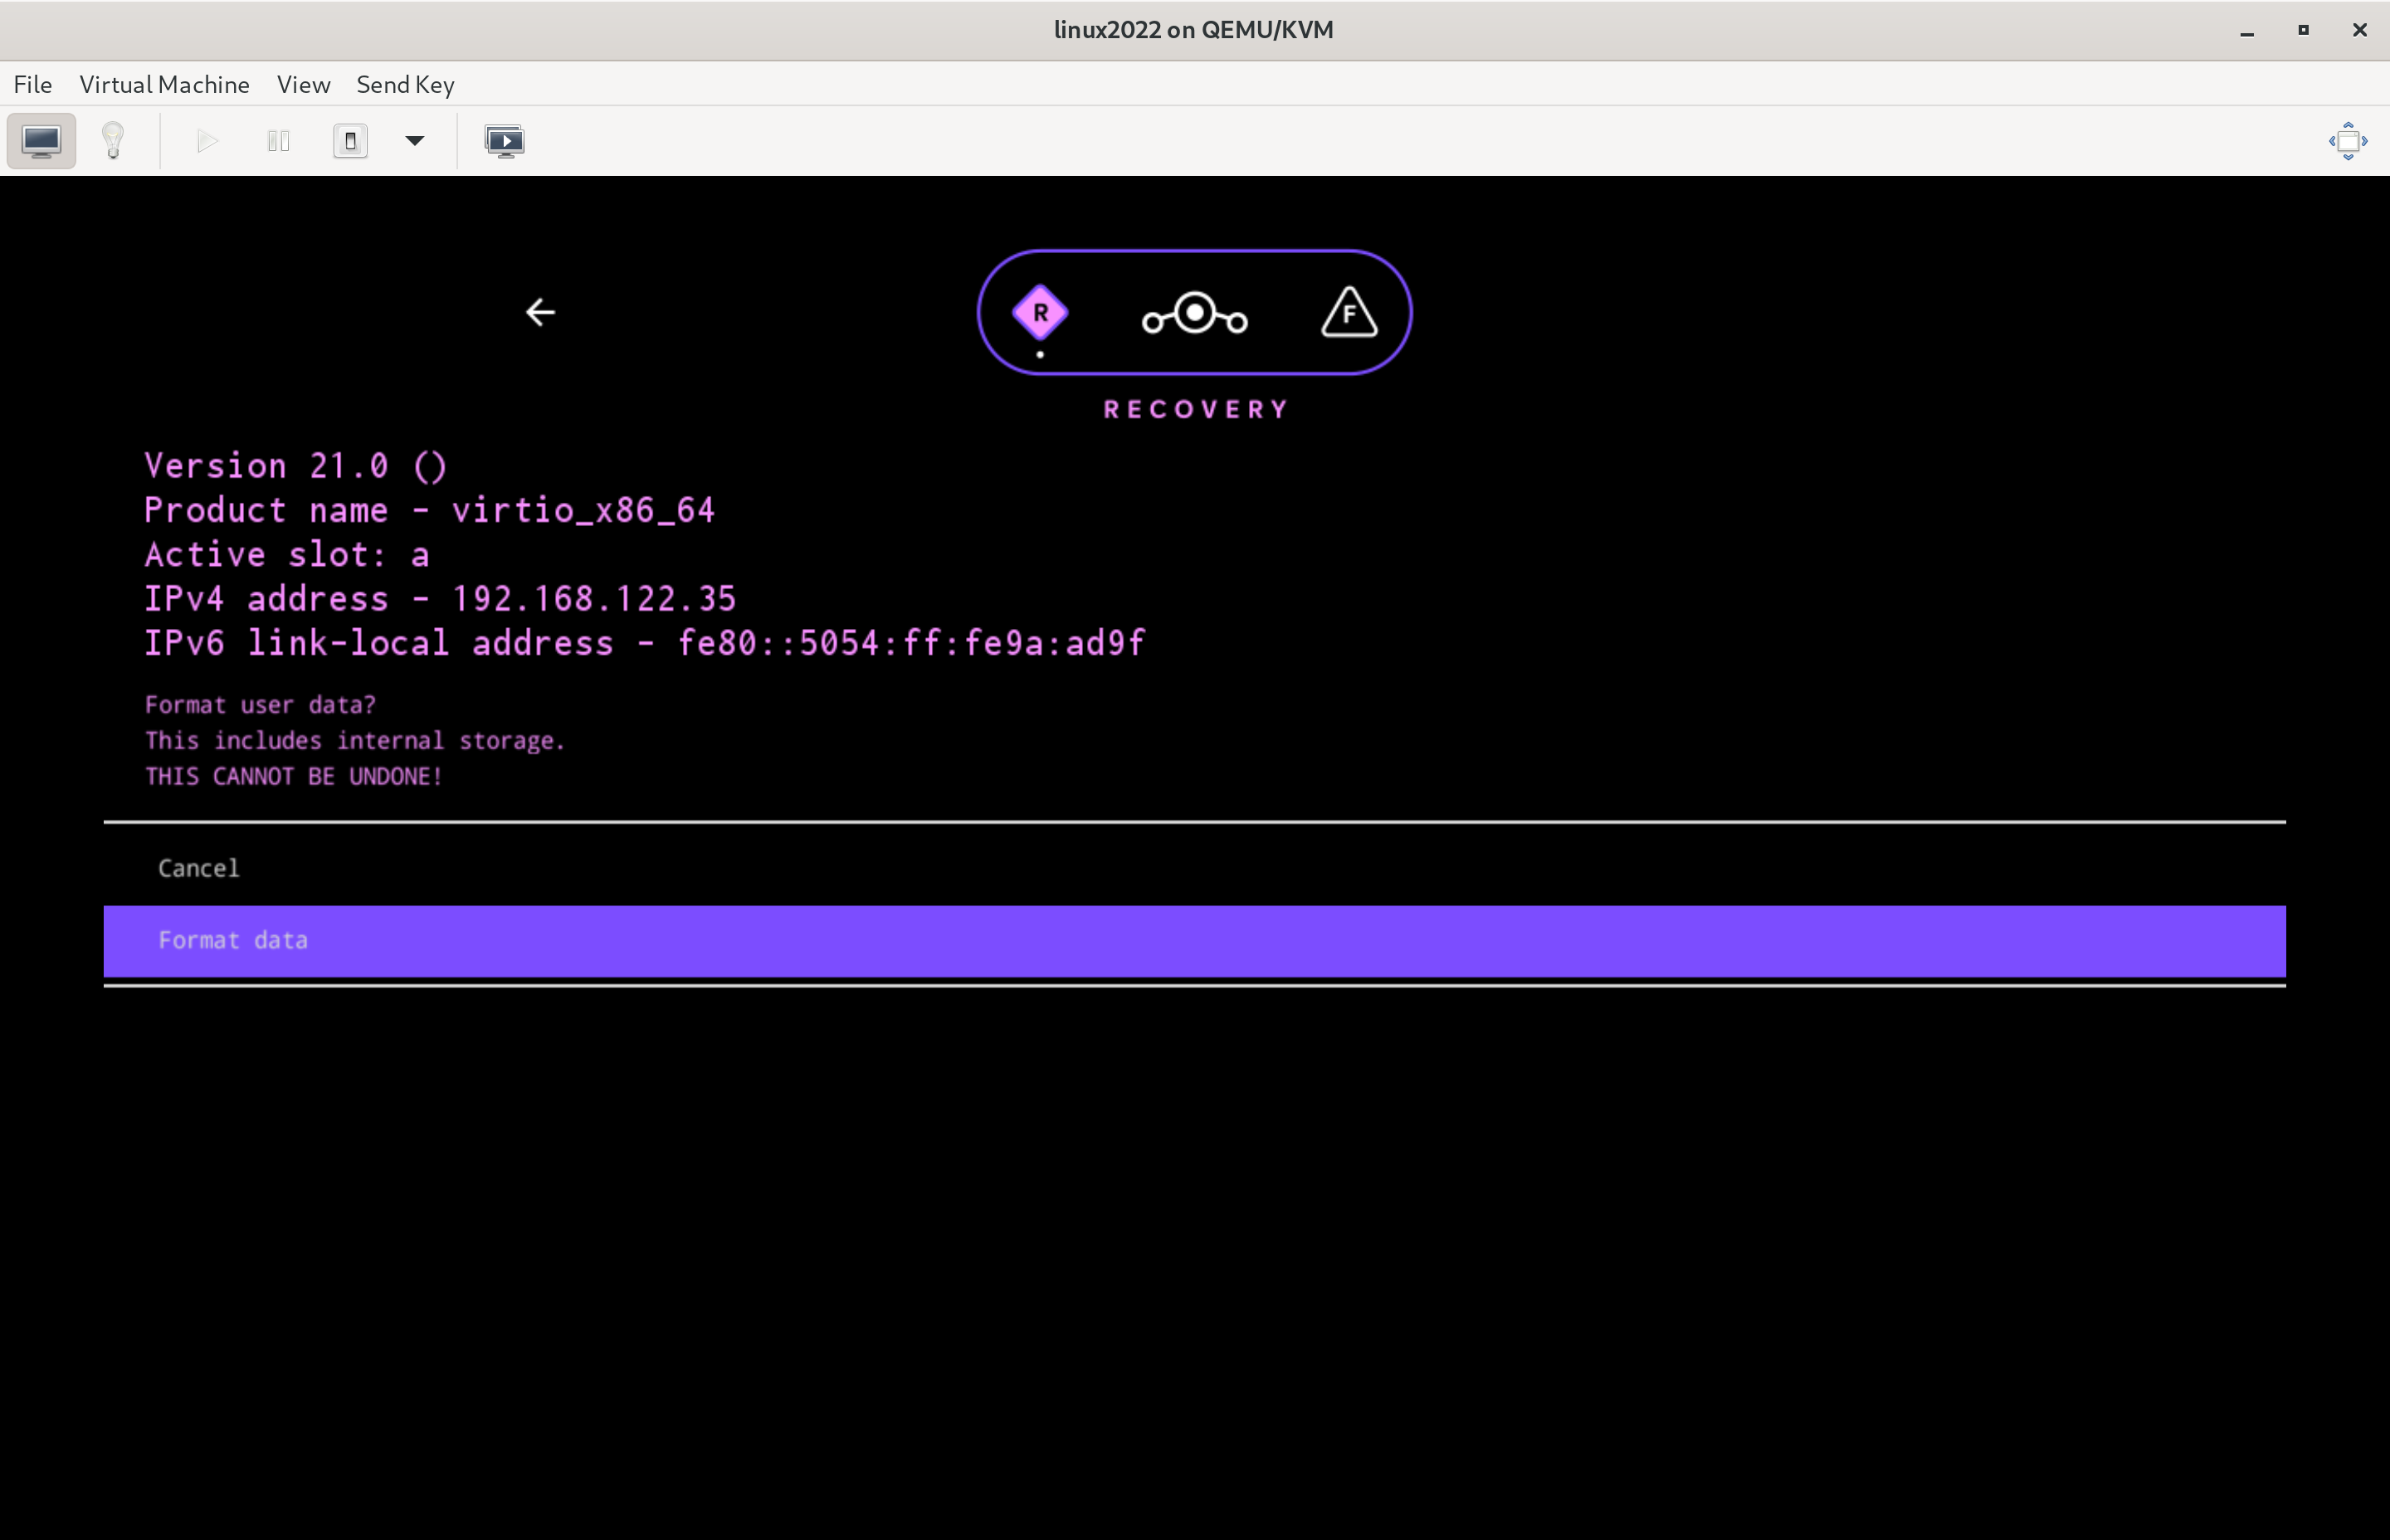 linux2022 on QEMU/KVM
File Virtual Machine View Send Key
R F
RECOVERY
Version 21.0 ()
Product name - virtio_x86_64
Active slot: a
IPv4 address - 192.168.122.35
IPv6 link-local address - fe80::5054:ff:fe9a:ad9f
Format user data?
This includes internal storage.
THIS CANNOT BE UNDONE!
Cancel
Format data